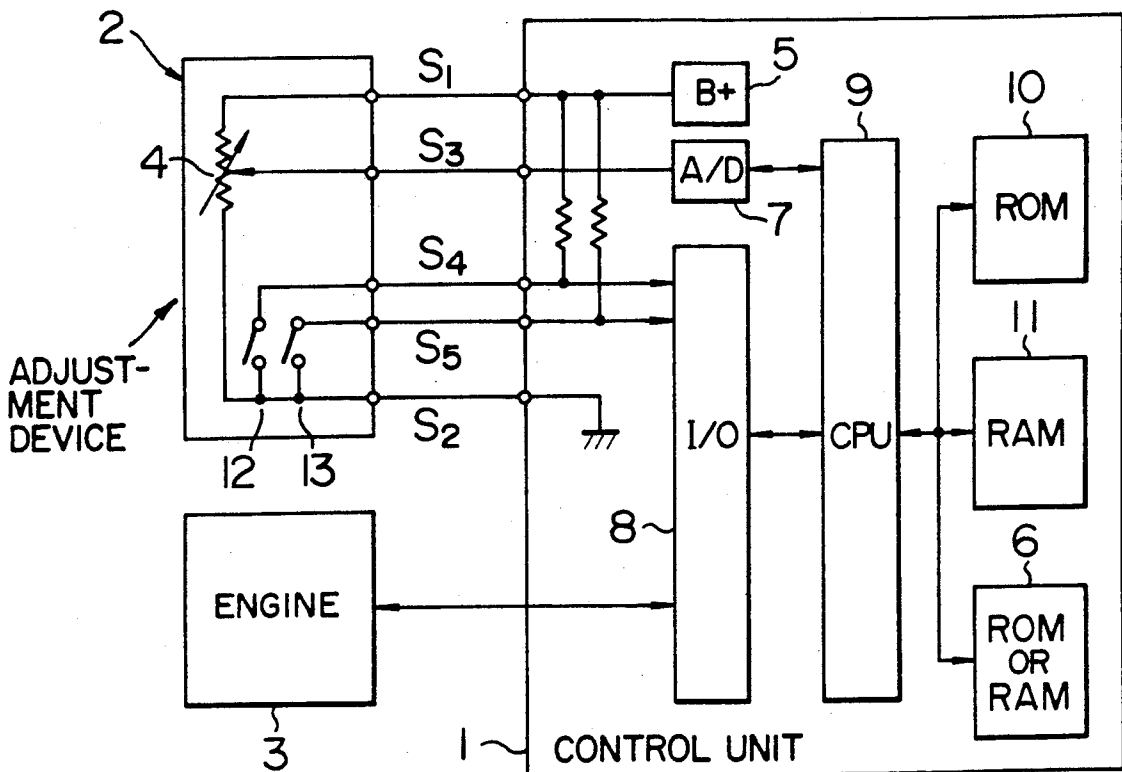 2
S1
B+
5
9
10
4
S3
A/D
7
ROM
S4
11
ADJUST-
MENT
DEVICE
S5
S2
12
13
I/O
CPU
RAM
8
6
ENGINE
ROM
OR
RAM
3
1
CONTROL UNIT